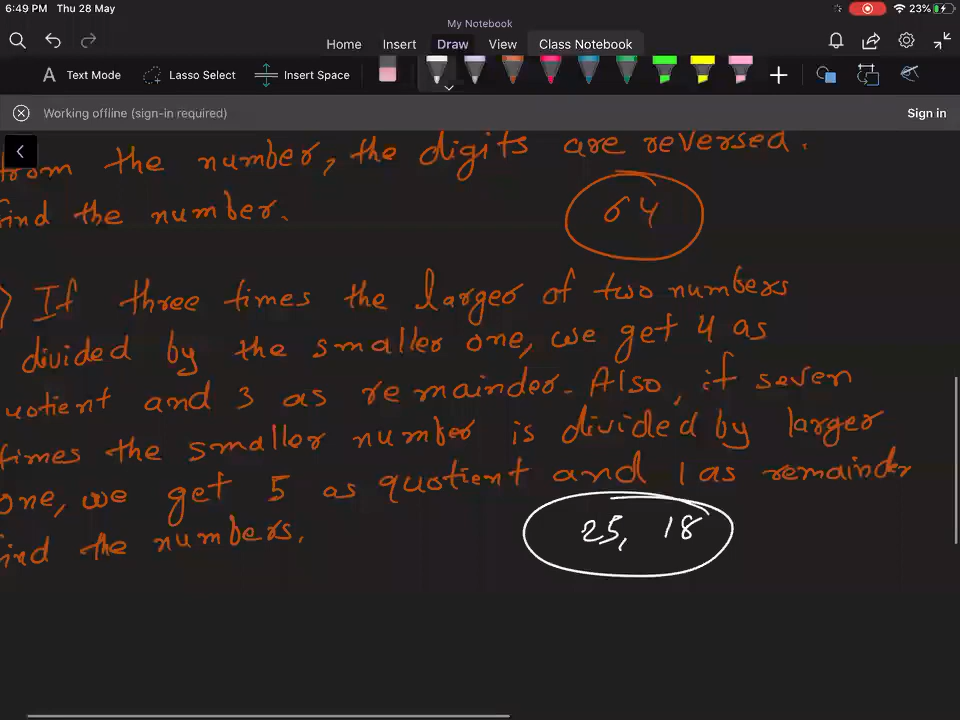 6:49 PM Thu 28 May
23%
My Notebook
Home Insert Draw View Class Notebook
A Text Mode Lasso Select Insert Space
Working offline (sign-in required) Sign in
from the number, the digits are reversed.
find the number.
64
) If three times the larger of two numbers
divided by the smaller one, we get 4 as
uotient and 3 as remainder. Also, if seven
times the smaller number is divided by larger
one, we get 5 as quotient and 1 as remainder
find the numbers.
25, 18